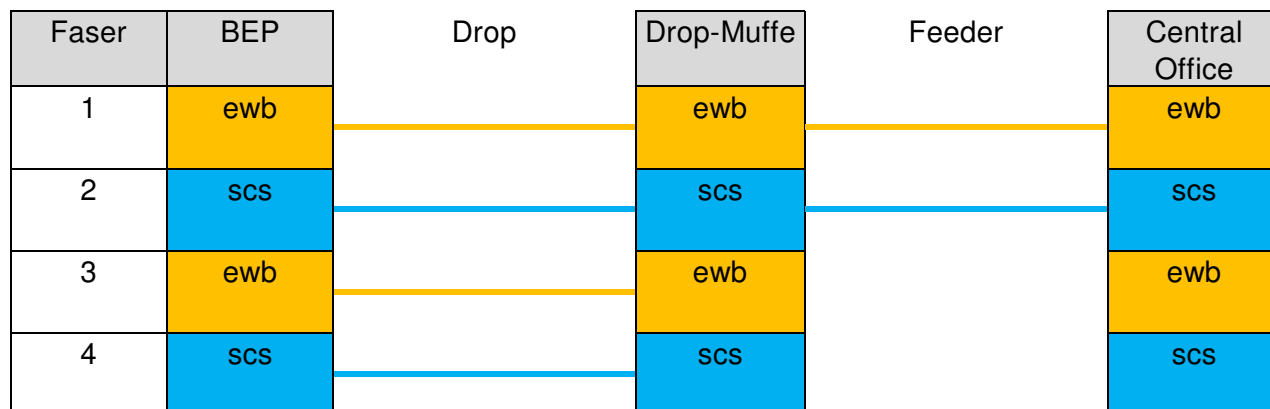 Faser BEP Drop Drop-Muffe Feeder Central
Office
1 ewb ewb ewb
2 scs scs scs
3 ewb ewb ewb
4 scs scs scs